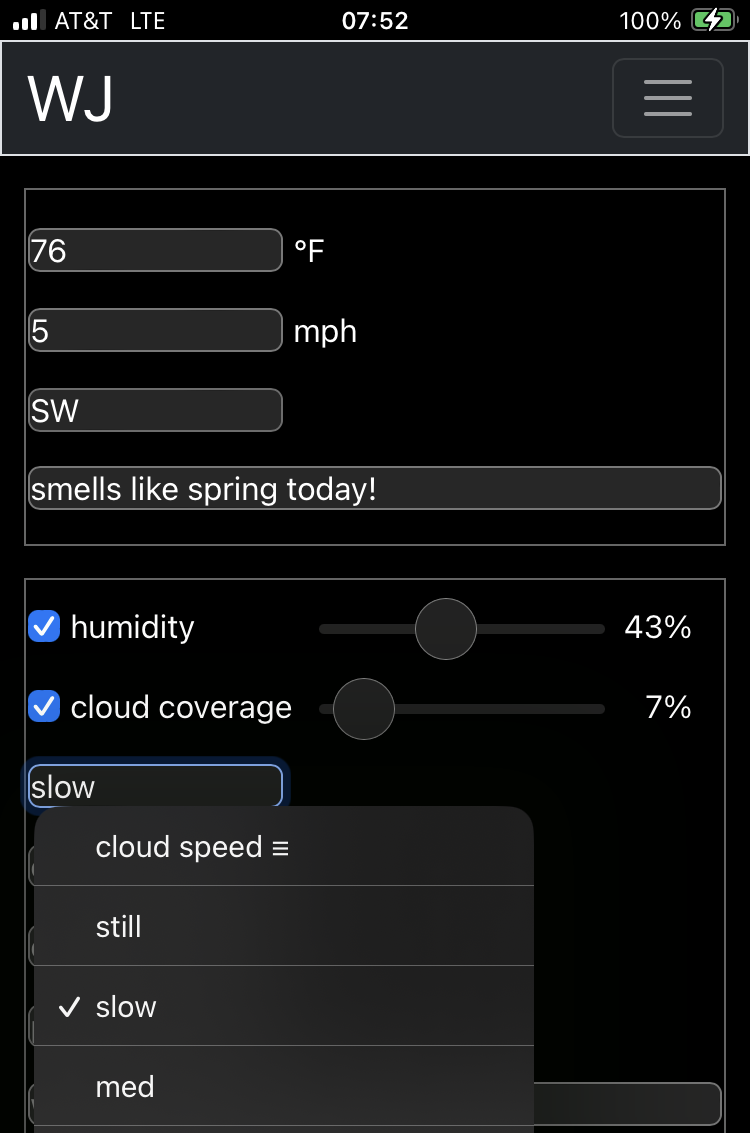 AT&T LTE 07:52 100%
WJ
76 °F
5 mph
SW
smells like spring today!
humidity 43%
cloud coverage 7%
slow
cloud speed ≡
still
✓ slow
med